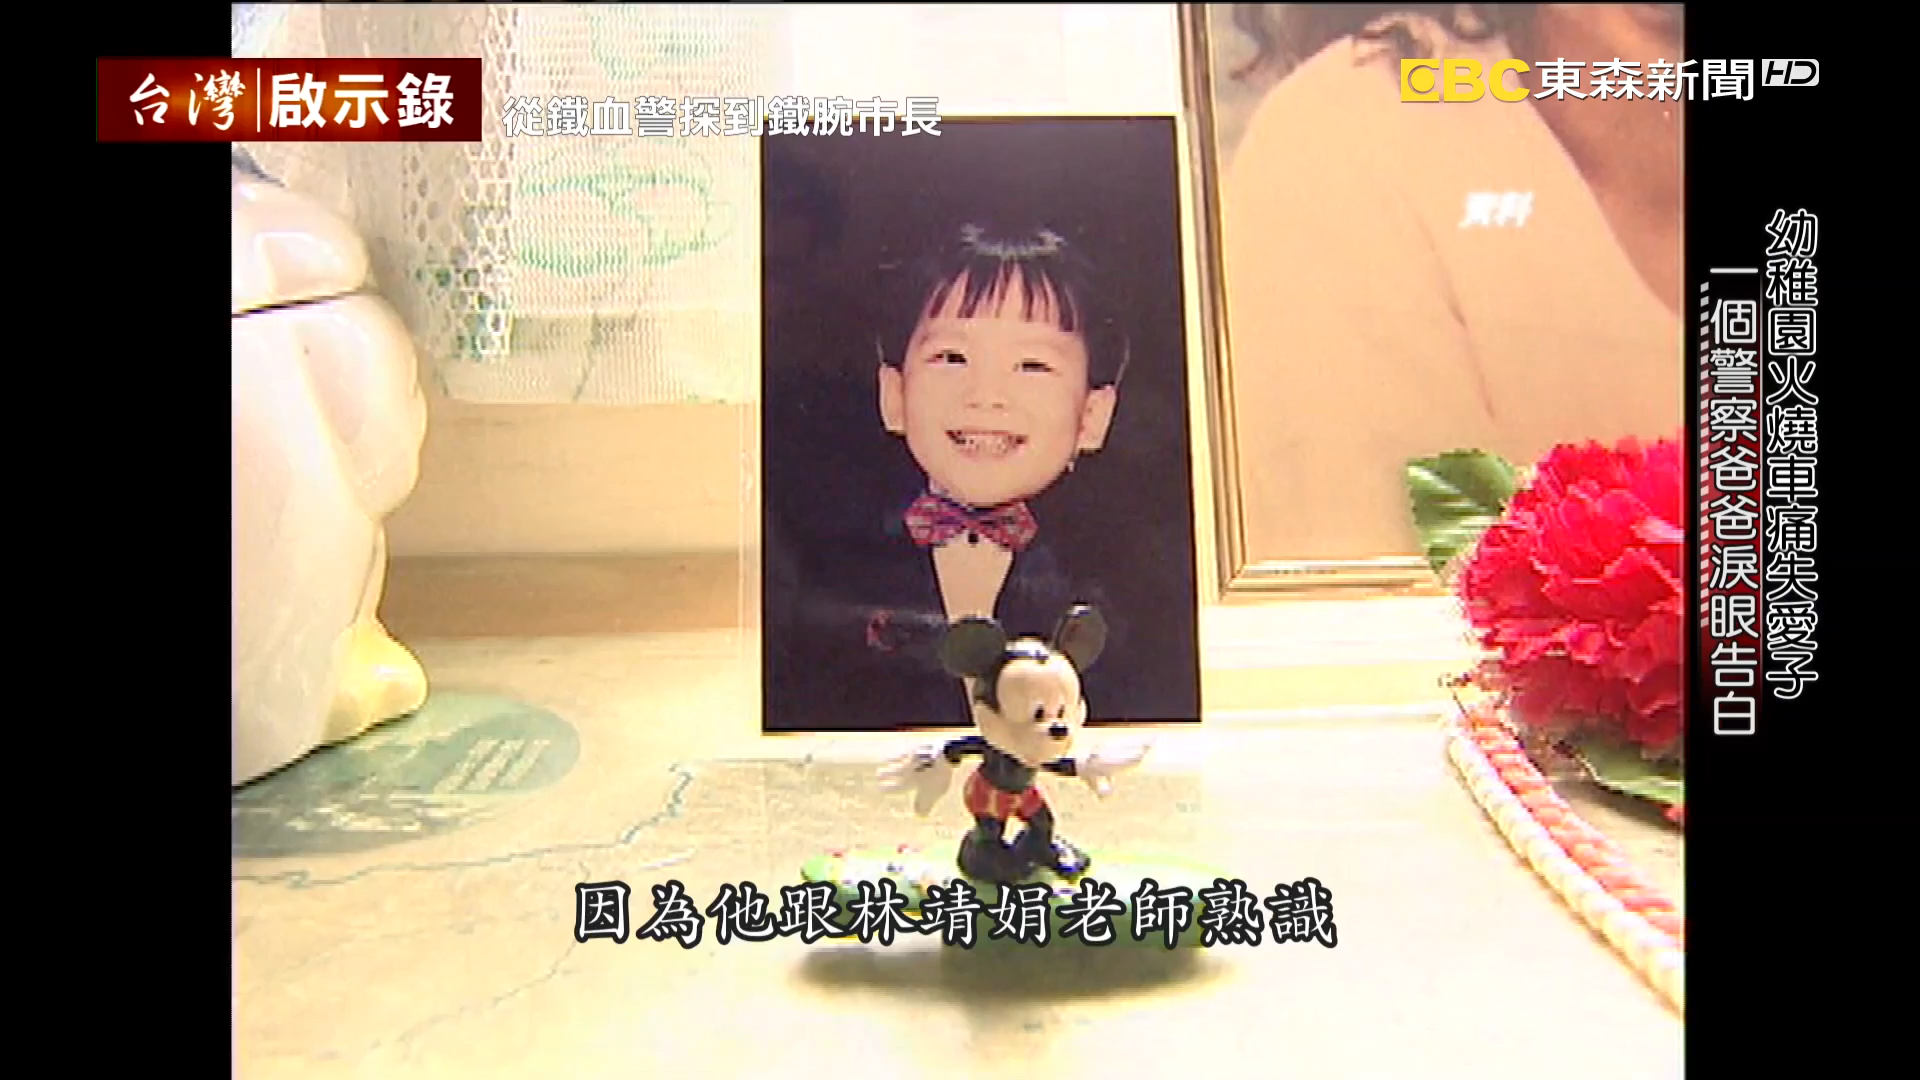 台灣啟示錄
從鐵血警探到鐵腕市長
EBC東森新聞HD
資料
幼稚園火燒車痛失愛子
一個警察爸爸淚眼告白
因為他跟林靖娟老師熟識